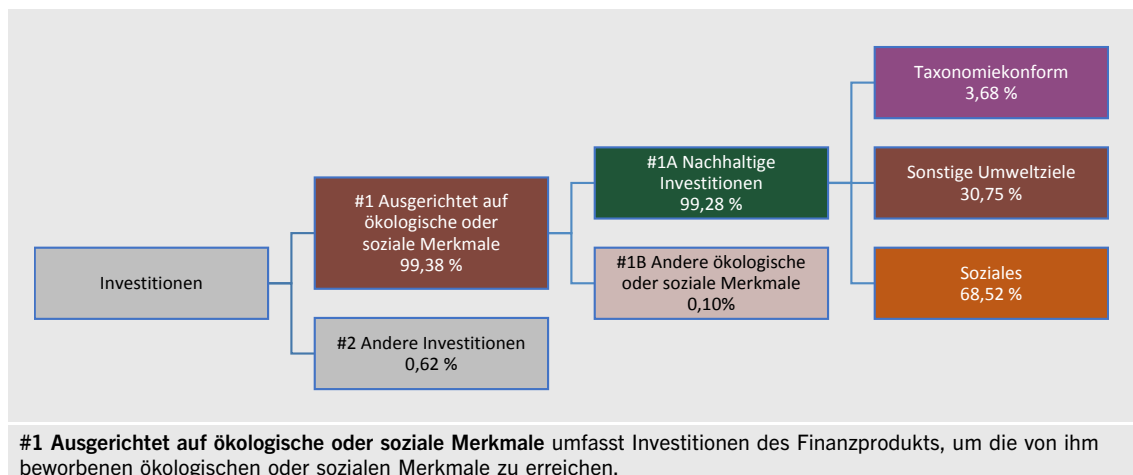 Investitionen
#1 Ausgerichtet auf
ökologische oder
soziale Merkmale
99,38 %
#2 Andere Investitionen
0,62 %
#1A Nachhaltige
Investitionen
99,28 %
#1B Andere ökologische
oder soziale Merkmale
0,10%
Taxonomiekonform
3,68 %
Sonstige Umweltziele
30,75 %
Soziales
68,52 %
#1 Ausgerichtet auf ökologische oder soziale Merkmale umfasst Investitionen des Finanzprodukts, um die von ihm
beworbenen ökologischen oder sozialen Merkmale zu erreichen.